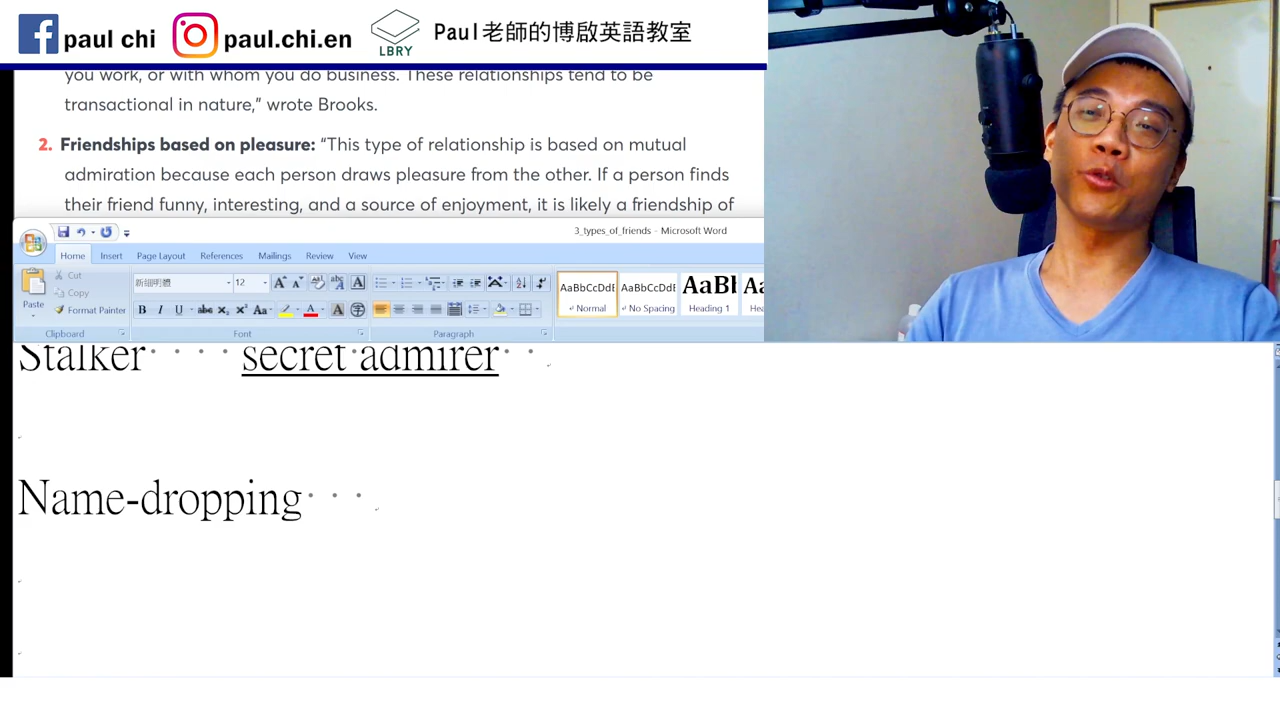 paul chi
paul.chi.en
LBRY
Paul老師的博啟英語教室
you work, or with whom you do business. These relationships tend to be
transactional in nature,” wrote Brooks.
2. Friendships based on pleasure: “This type of relationship is based on mutual
admiration because each person draws pleasure from the other. If a person finds
their friend funny, interesting, and a source of enjoyment, it is likely a friendship of
3_types_of_friends - Microsoft Word
Home Insert Page Layout References Mailings Review View
Paste
Cut
Copy
Format Painter
Clipboard
新細明體 12
B I U abc x₂ x² Aa A A
Font
Paragraph
AaBbCcDdE AaBbCcDdE AaBb
Normal No Spacing Heading 1
Stalker secret admirer
Name-dropping